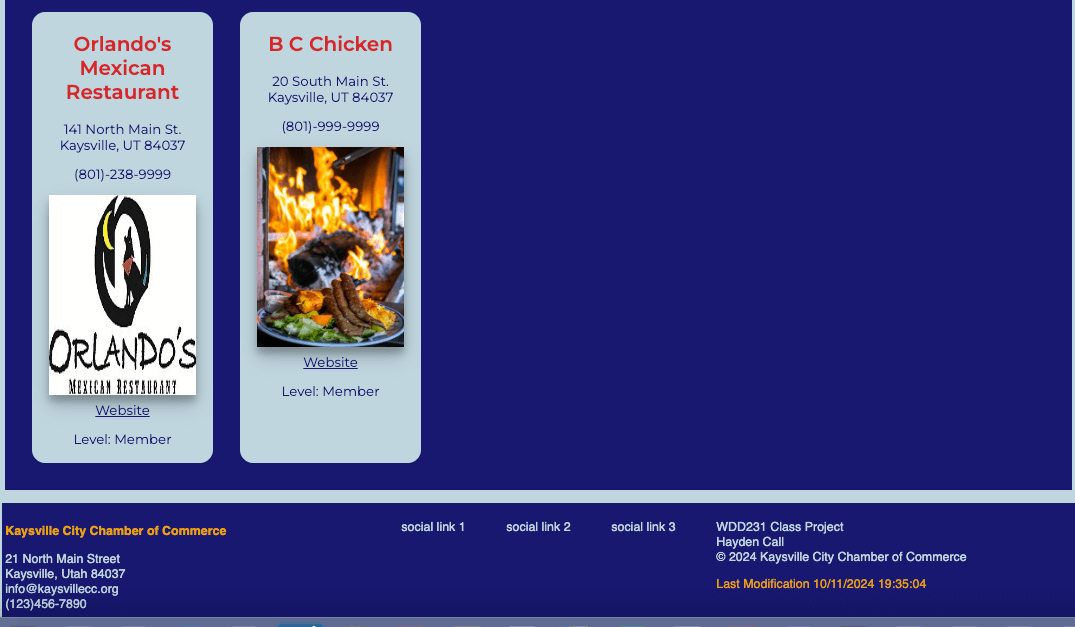 Orlando's
Mexican
Restaurant
141 North Main St.
Kaysville, UT 84037
(801)-238-9999
ORLANDO'S
MEXICAN RESTAURANT
Website
Level: Member
B C Chicken
20 South Main St.
Kaysville, UT 84037
(801)-999-9999
Website
Level: Member
Kaysville City Chamber of Commerce
21 North Main Street
Kaysville, Utah 84037
info@kaysvillecc.org
(123)456-7890
social link 1
social link 2
social link 3
WDD231 Class Project
Hayden Call
© 2024 Kaysville City Chamber of Commerce
Last Modification 10/11/2024 19:35:04